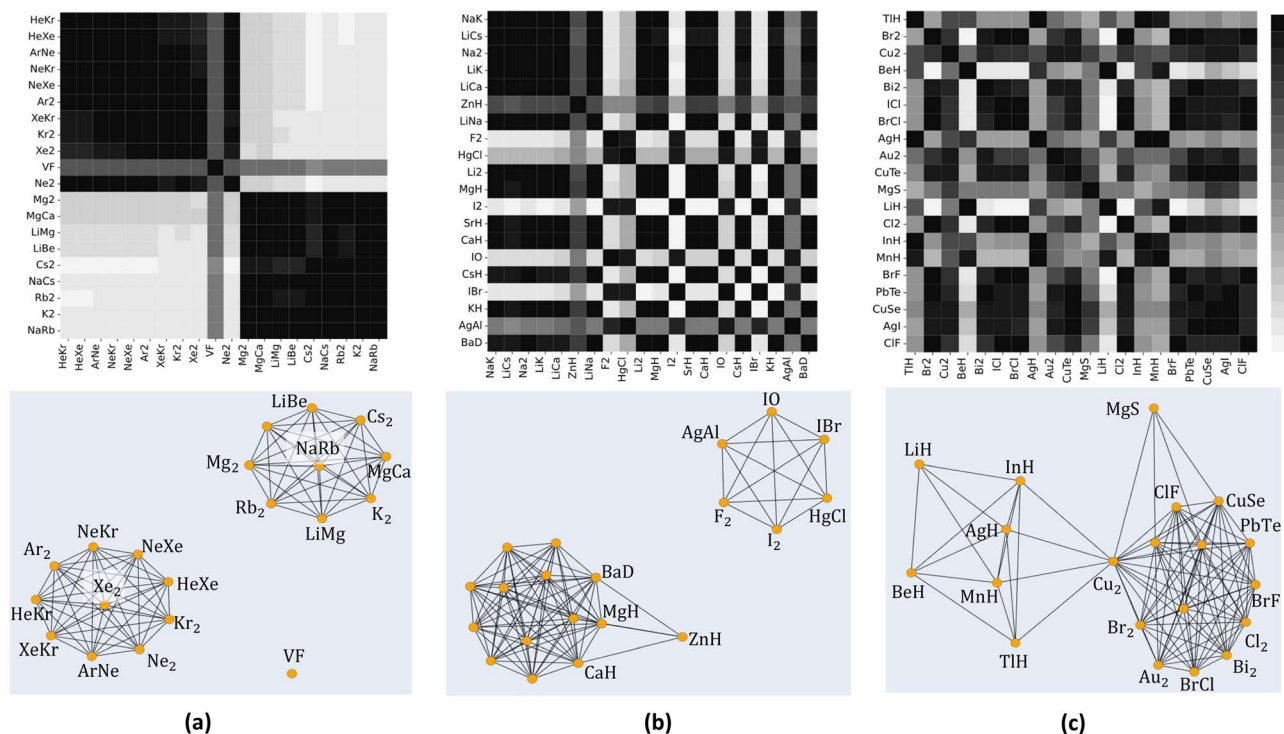 HeKr
HeXe
ArNe
NeKr
NeXe
Ar2
XeKr
Kr2
Xe2
VF
Ne2
Mg2
MgCa
LiMg
LiBe
Cs2
NaCs
Rb2
K2
NaRb
HeKr HeXe ArNe NeKr NeXe Ar2 XeKr Kr2 Xe2 VF Ne2 Mg2 MgCa LiMg LiBe Cs2 NaCs Rb2 K2 NaRb
NaK
LiCs
Na2
LiK
LiCa
ZnH
LiNa
F2
HgCl
Li2
MgH
I2
SrH
CaH
IO
CsH
IBr
KH
AgAl
BaD
NaK LiCs Na2 LiK LiCa ZnH LiNa F2 HgCl Li2 MgH I2 SrH CaH IO CsH IBr KH AgAl BaD
TlH
Br2
Cu2
BeH
Bi2
ICl
BrCl
AgH
Au2
CuTe
MgS
LiH
Cl2
InH
MnH
BrF
PbTe
CuSe
AgI
ClF
TlH Br2 Cu2 BeH Bi2 ICl BrCl AgH Au2 CuTe MgS LiH Cl2 InH MnH BrF PbTe CuSe AgI ClF
LiBe
Cs₂
NaRb
Mg₂
MgCa
Rb₂
K₂
LiMg
NeKr
NeXe
Ar₂
Xe₂
HeXe
HeKr
Kr₂
XeKr
Ne₂
ArNe
VF
IO
AgAl
IBr
F₂
HgCl
I₂
BaD
MgH
ZnH
CaH
MgS
LiH
InH
ClF
CuSe
PbTe
AgH
Cu₂
BeH
MnH
BrF
Br₂
Cl₂
TlH
Bi₂
Au₂
BrCl
(a)
(b)
(c)